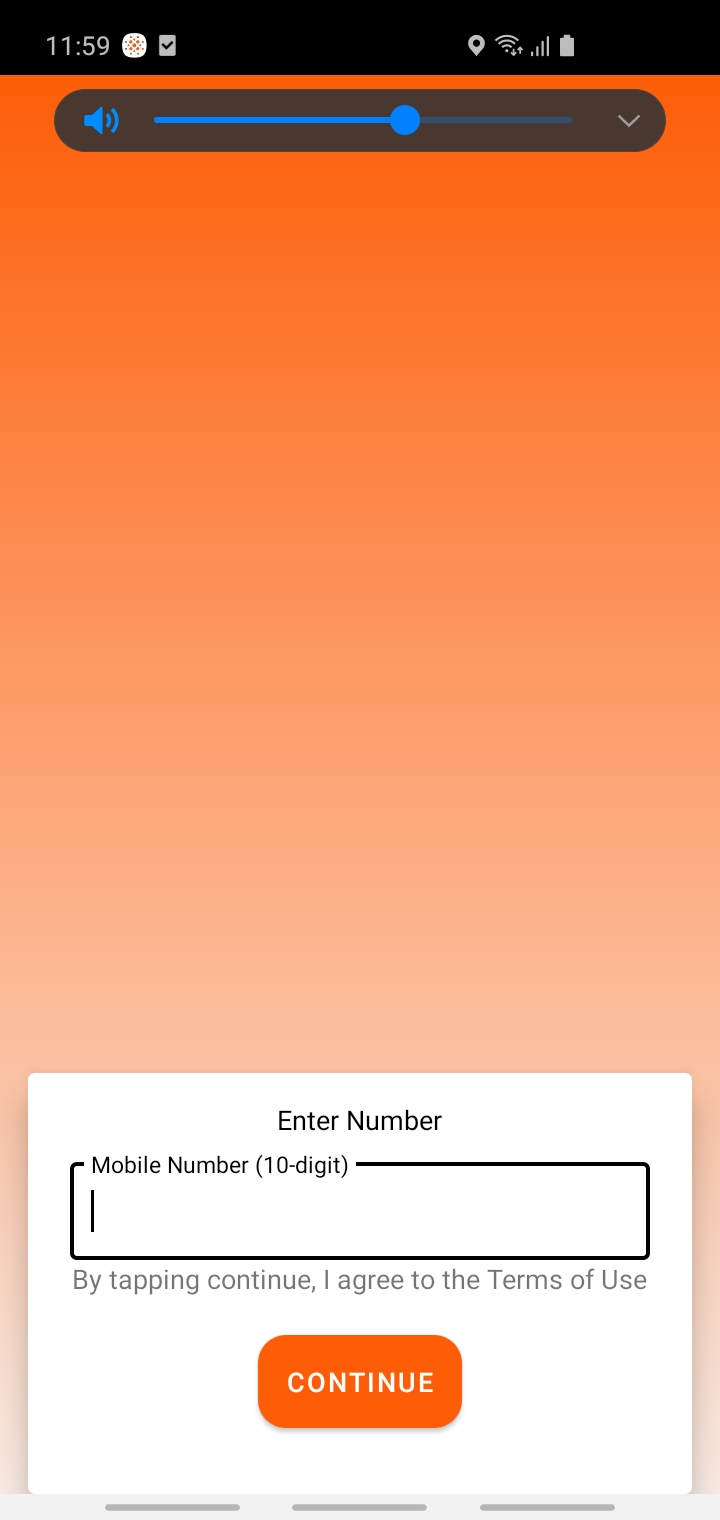 11:59
Enter Number
Mobile Number (10-digit)
By tapping continue, I agree to the Terms of Use
CONTINUE